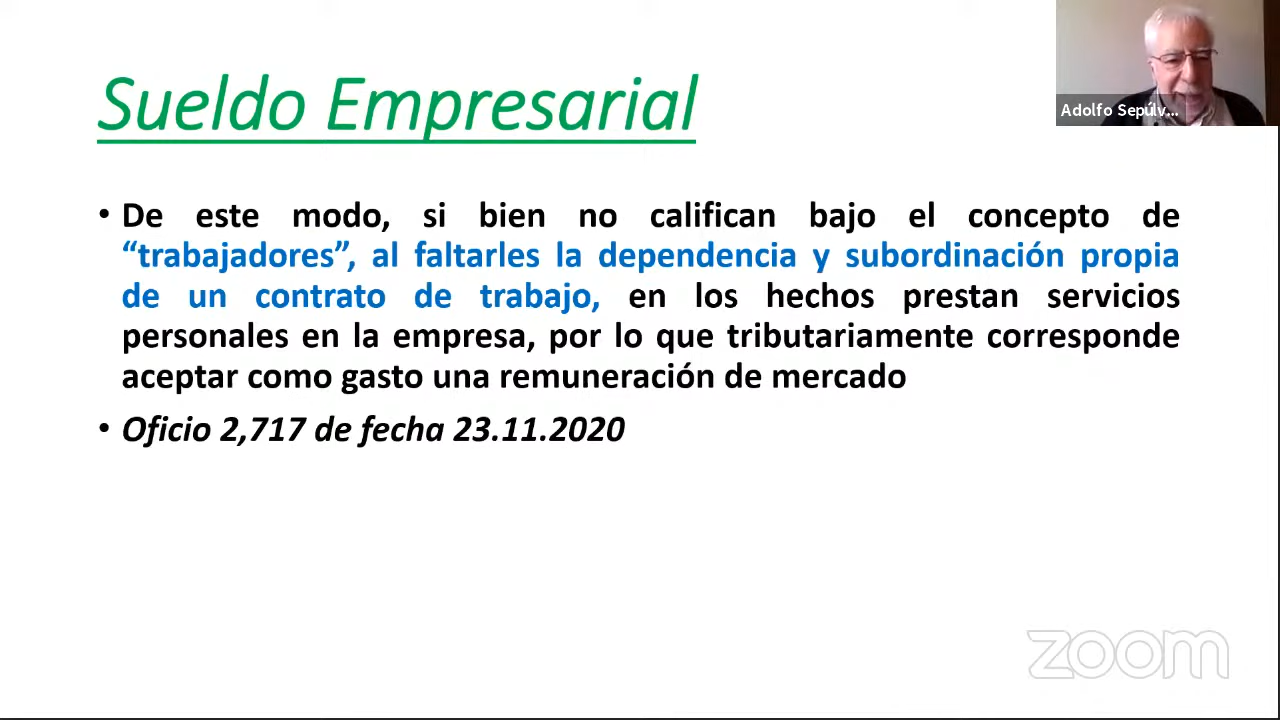 Sueldo Empresarial
Adolfo Sepúlv...
• De este modo, si bien no califican bajo el concepto de
“trabajadores”, al faltarles la dependencia y subordinación propia
de un contrato de trabajo, en los hechos prestan servicios
personales en la empresa, por lo que tributariamente corresponde
aceptar como gasto una remuneración de mercado
• Oficio 2,717 de fecha 23.11.2020
zoom